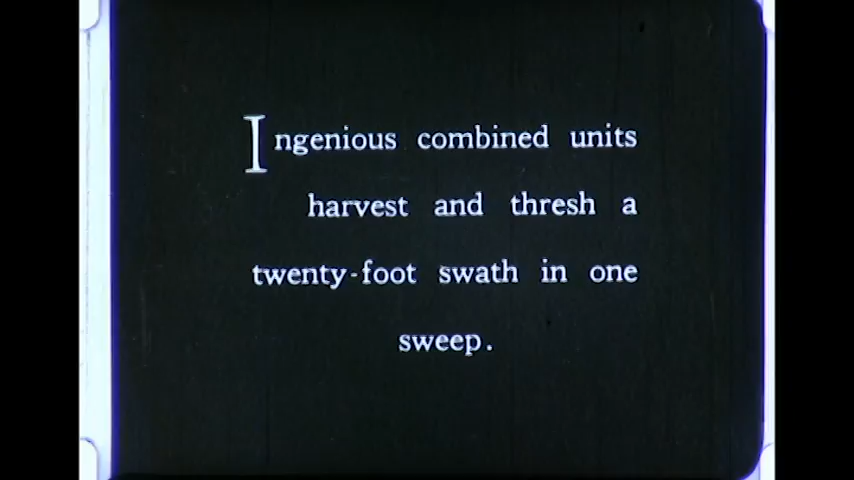 Ingenious combined units
harvest and thresh a
twenty-foot swath in one
sweep.